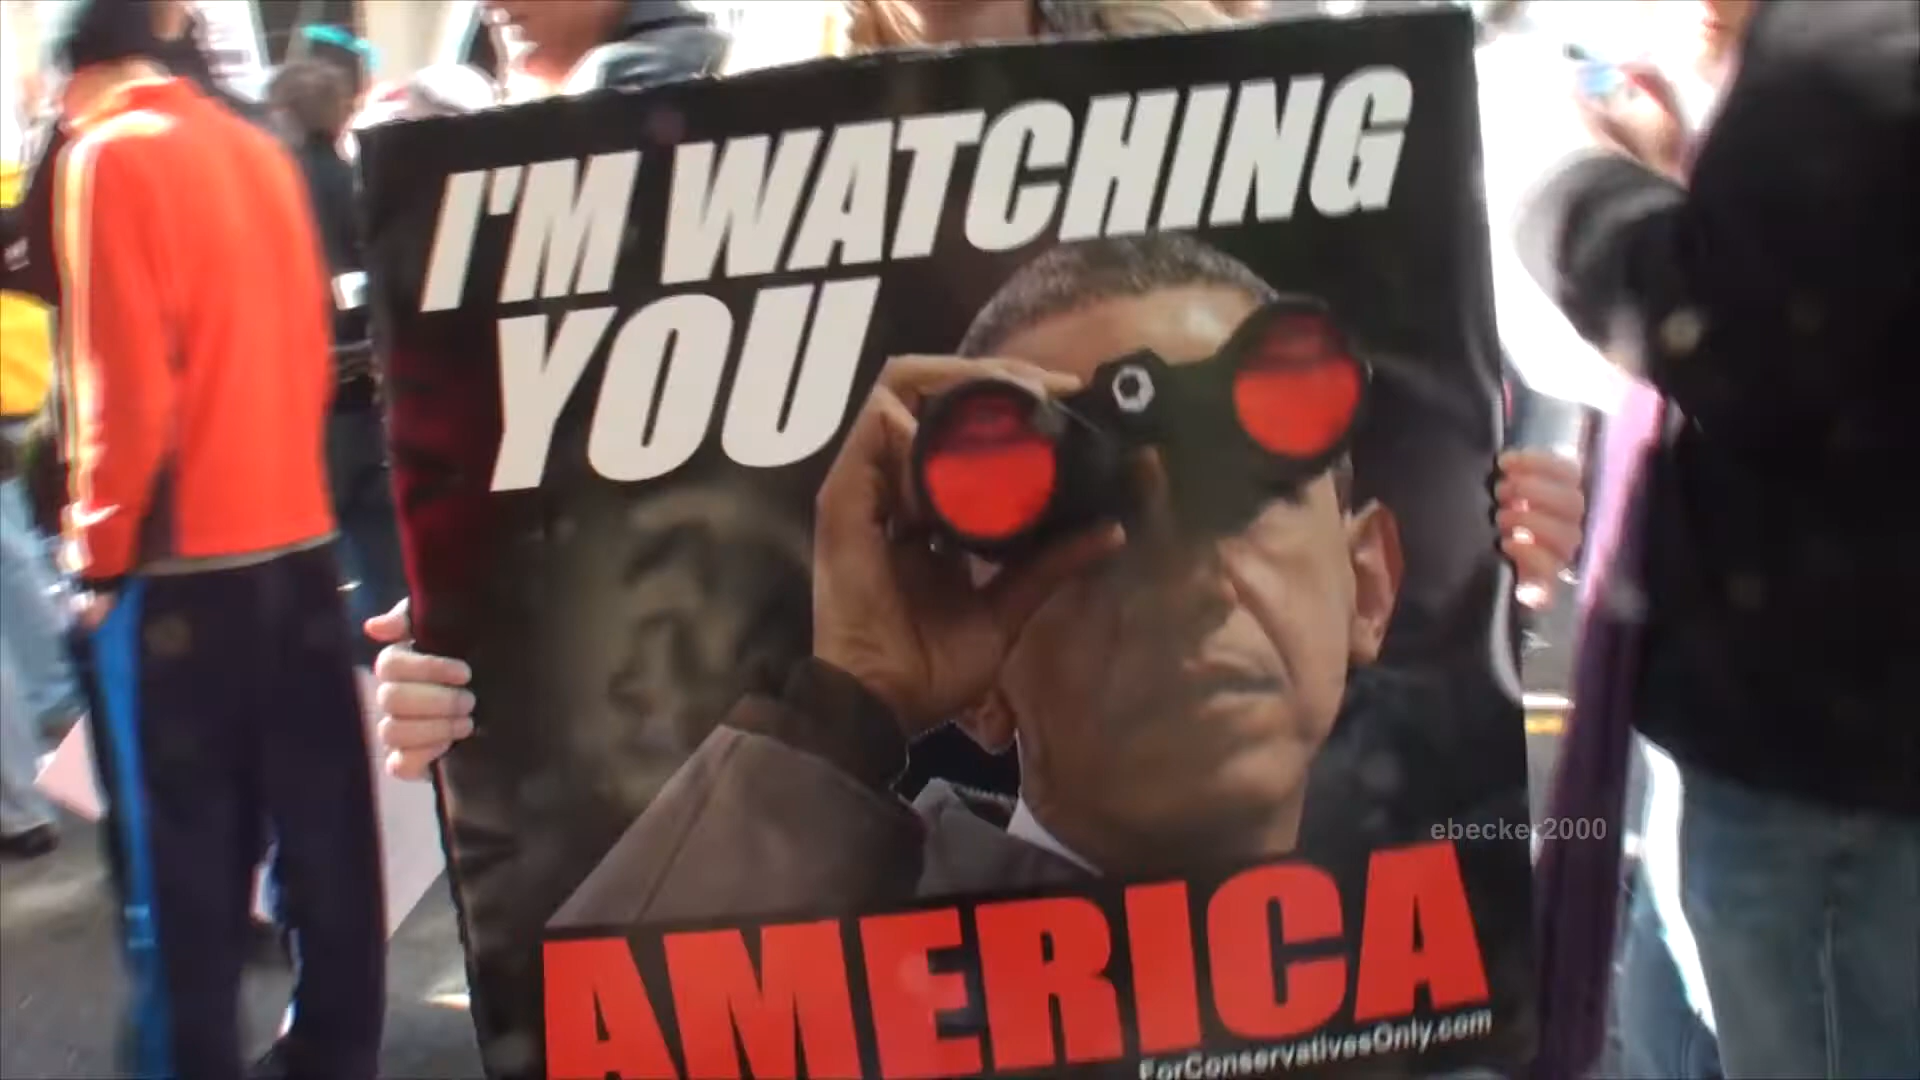 I'M WATCHING
YOU
ebecker2000
AMERICA
ForConservativesOnly.com